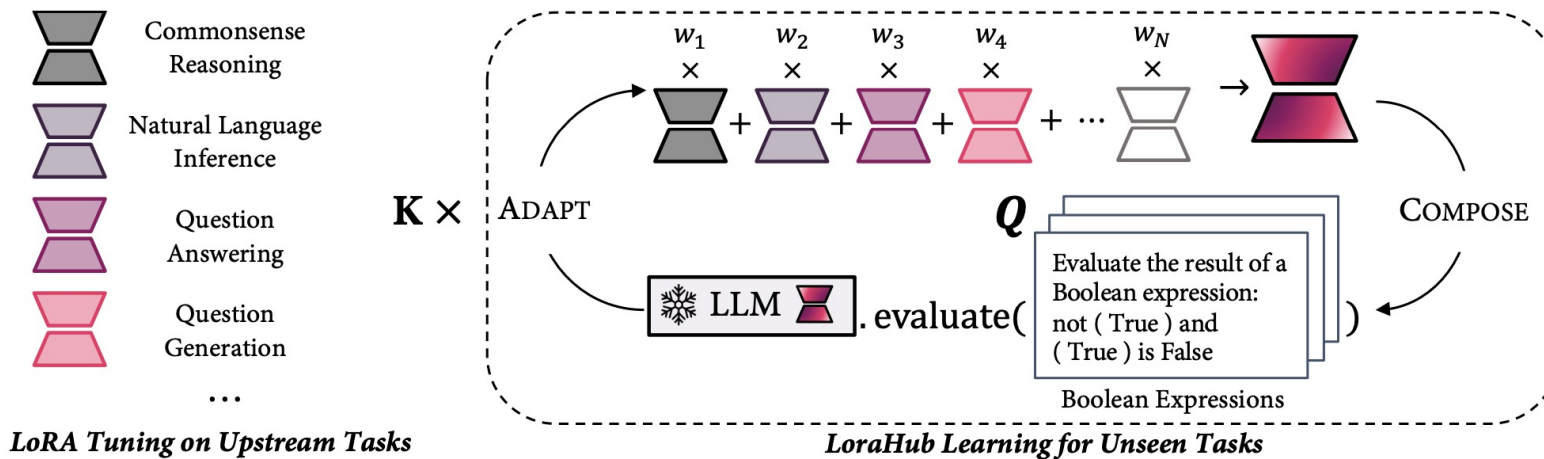 Commonsense
Reasoning
Natural Language
Inference
Question
Answering
Question
Generation
...
LoRA Tuning on Upstream Tasks
K ×
ADAPT
w₁ w₂ w₃ w₄ w_N
× × × × ×
+ + + + ... →
COMPOSE
Q
Evaluate the result of a
Boolean expression:
not ( True ) and
( True ) is False
LLM .evaluate( )
Boolean Expressions
LoraHub Learning for Unseen Tasks